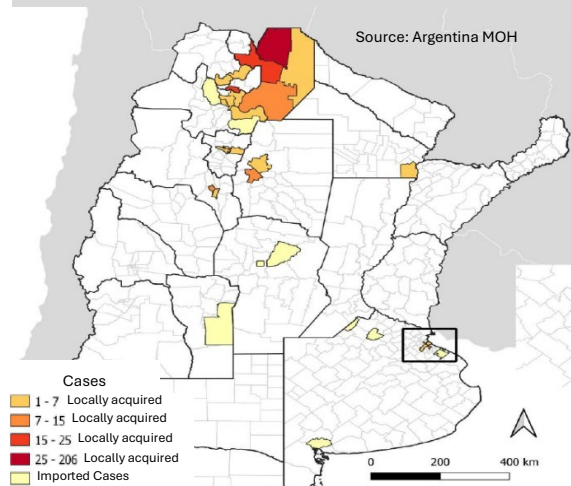 Source: Argentina MOH
Cases
1 - 7 Locally acquired
7 - 15 Locally acquired
15 - 25 Locally acquired
25 - 206 Locally acquired
Imported Cases
0 200 400 km